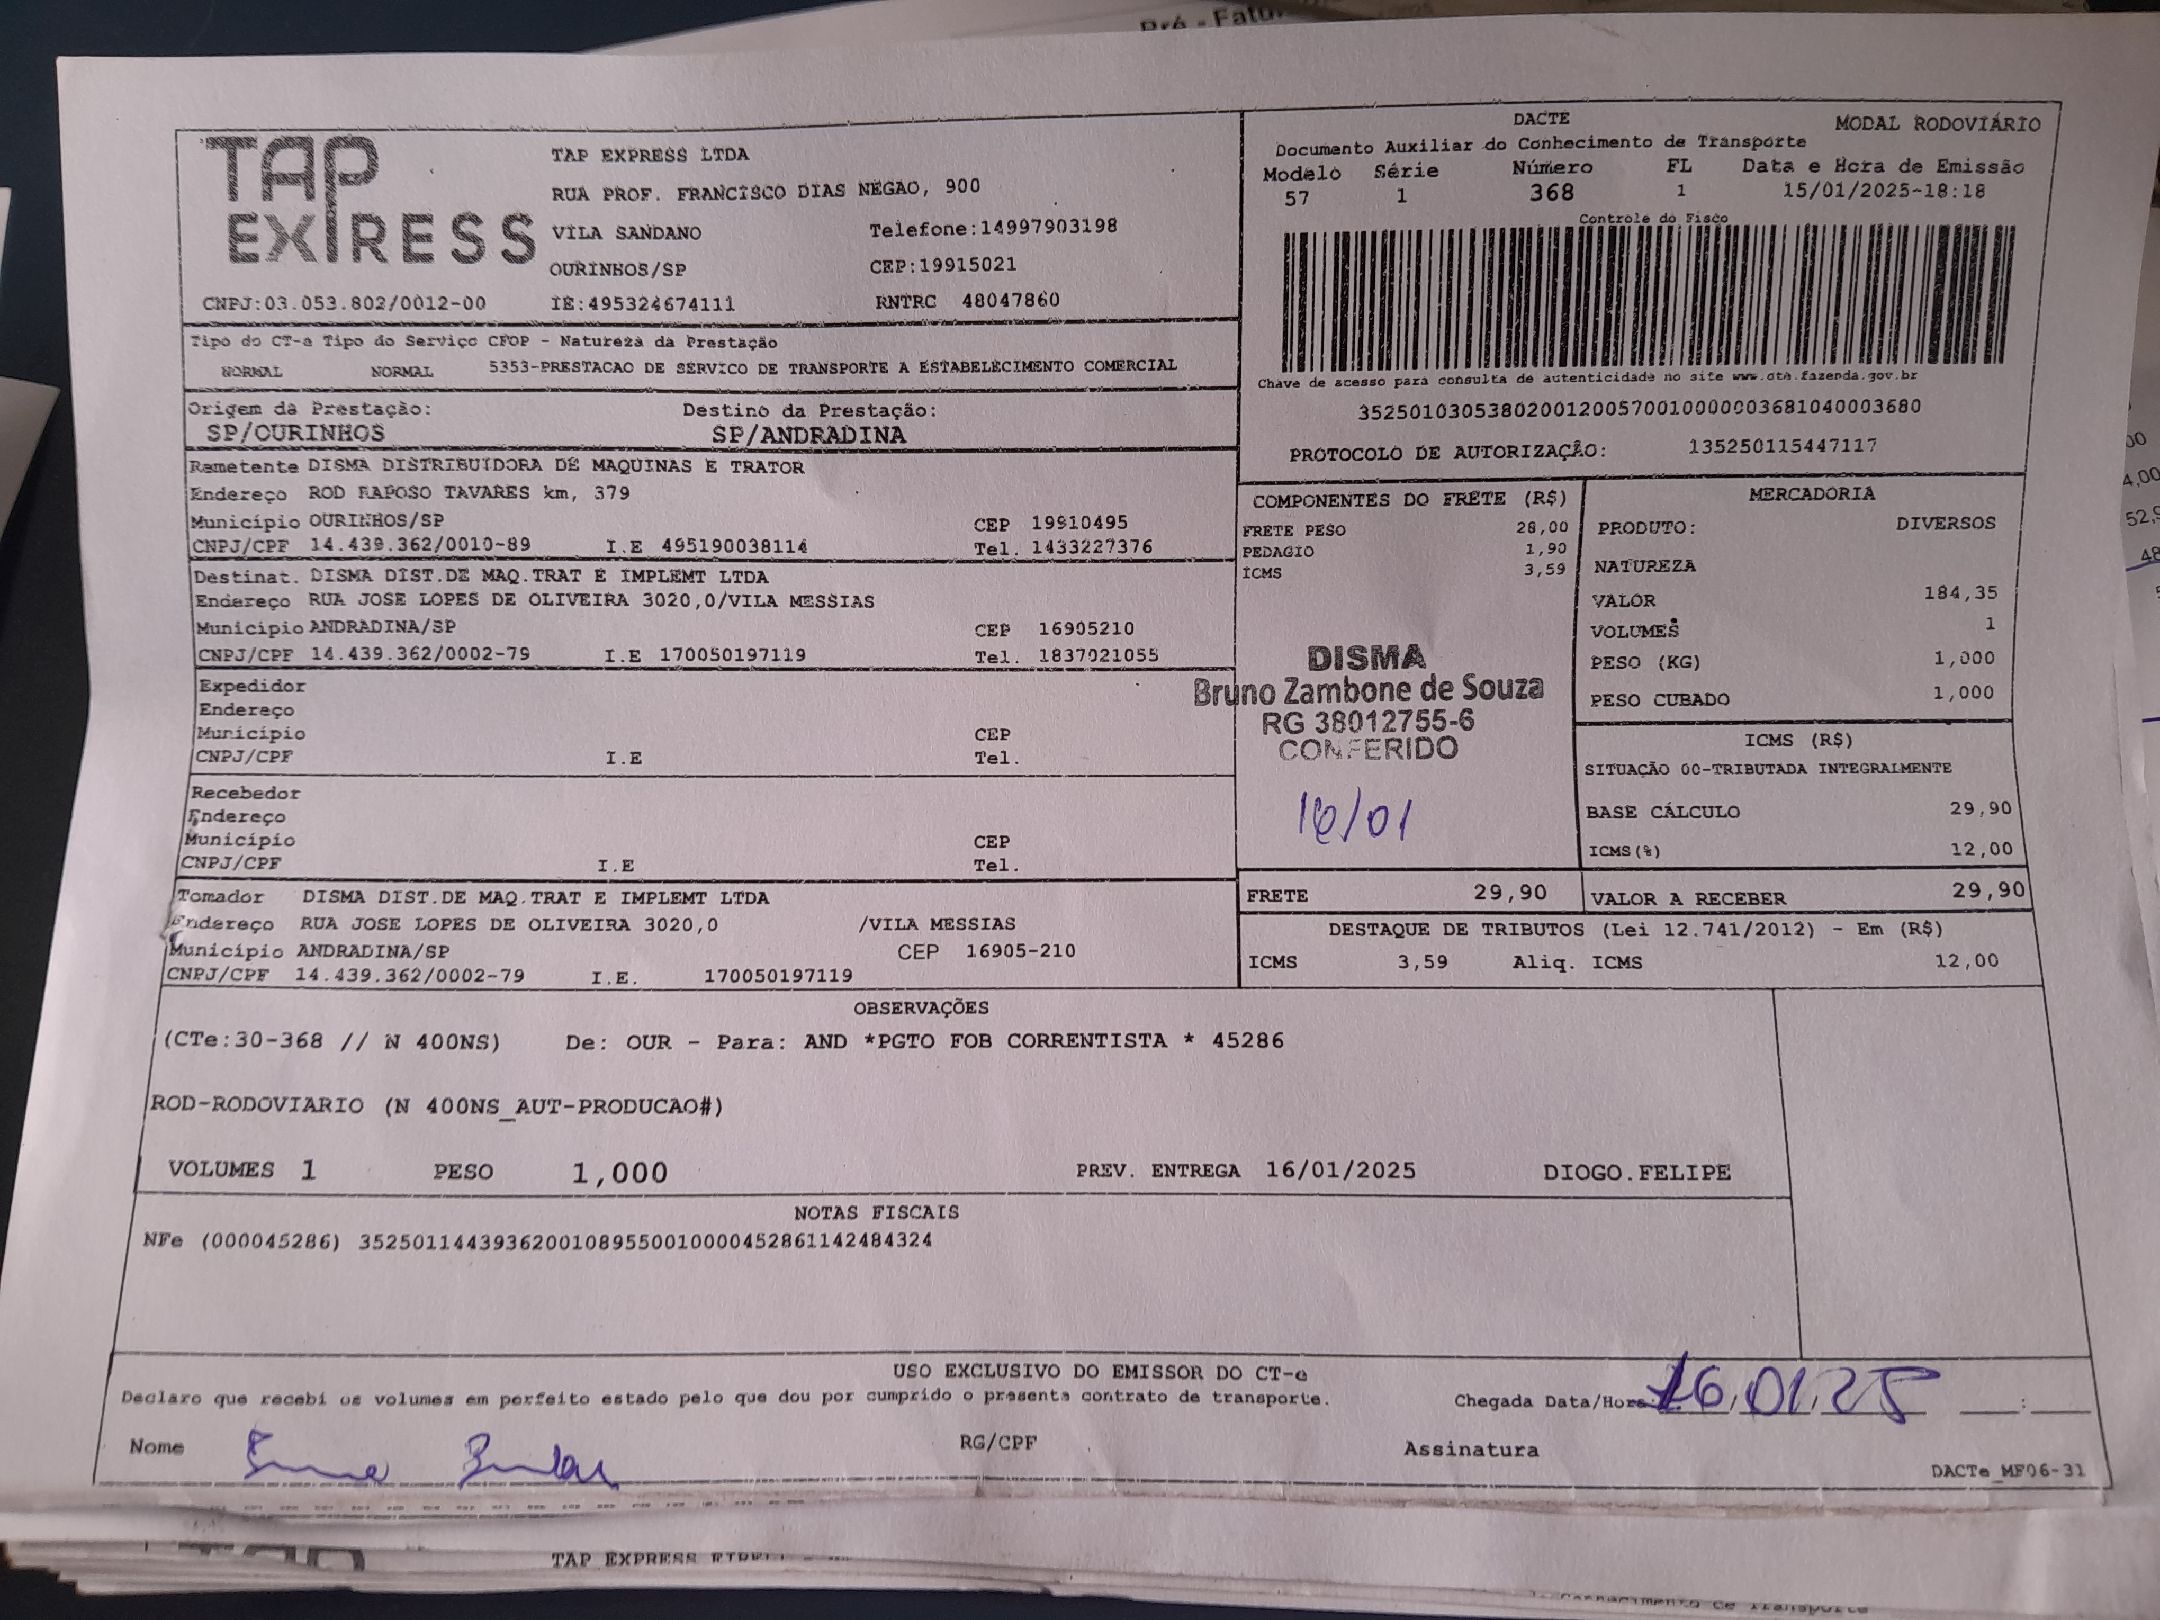 Pré - Fatu
TAP EXPRESS
TAP EXPRESS LTDA
RUA PROF. FRANCISCO DIAS NEGAO, 900
VILA SANDANO Telefone:14997903198
OURINHOS/SP CEP:19915021
CNPJ:03.053.802/0012-00 IE:495324674111 RNTRC 48047860
DACTE MODAL RODOVIÁRIO
Documento Auxiliar do Conhecimento de Transporte
Modelo Série Número FL Data e Hora de Emissão
57 1 368 1 15/01/2025-18:18
Controle do Fisco
Chave de acesso para consulta de autenticidade no site www.cte.fazenda.gov.br
35250103053802001200570010000003681040003680
PROTOCOLO DE AUTORIZAÇÃO: 135250115447117
Tipo do CT-e Tipo do Serviço CFOP - Natureza da Prestação
NORMAL NORMAL 5353-PRESTACAO DE SERVICO DE TRANSPORTE A ESTABELECIMENTO COMERCIAL
Origem da Prestação: Destino da Prestação:
SP/OURINHOS SP/ANDRADINA
Remetente DISMA DISTRIBUIDORA DE MAQUINAS E TRATOR
Endereço ROD RAPOSO TAVARES km, 379
Município OURINHOS/SP CEP 19910495
CNPJ/CPF 14.439.362/0010-89 I.E 495190038114 Tel. 1433227376
Destinat. DISMA DIST.DE MAQ.TRAT E IMPLEMT LTDA
Endereço RUA JOSE LOPES DE OLIVEIRA 3020,0/VILA MESSIAS
Município ANDRADINA/SP CEP 16905210
CNPJ/CPF 14.439.362/0002-79 I.E 170050197119 Tel. 1837021055
Expedidor
Endereço
Município CEP
CNPJ/CPF I.E Tel.
Recebedor
Endereço
Município CEP
CNPJ/CPF I.E Tel.
Tomador DISMA DIST.DE MAQ.TRAT E IMPLEMT LTDA
Endereço RUA JOSE LOPES DE OLIVEIRA 3020,0 /VILA MESSIAS
Município ANDRADINA/SP CEP 16905-210
CNPJ/CPF 14.439.362/0002-79 I.E. 170050197119
COMPONENTES DO FRETE (R$)
FRETE PESO 28,00
PEDAGIO 1,90
ICMS 3,59
DISMA
Bruno Zambone de Souza
RG 38012755-6
CONFERIDO
16/01
FRETE 29,90
MERCADORIA
PRODUTO: DIVERSOS
NATUREZA
VALOR 184,35
VOLUMES 1
PESO (KG) 1,000
PESO CUBADO 1,000
ICMS (R$)
SITUAÇÃO 00-TRIBUTADA INTEGRALMENTE
BASE CÁLCULO 29,90
ICMS(%) 12,00
VALOR A RECEBER 29,90
DESTAQUE DE TRIBUTOS (Lei 12.741/2012) - Em (R$)
ICMS 3,59 Aliq. ICMS 12,00
OBSERVAÇÕES
(CTe:30-368 // N 400NS) De: OUR - Para: AND *PGTO FOB CORRENTISTA * 45286
ROD-RODOVIARIO (N 400NS_AUT-PRODUCAO#)
VOLUMES 1 PESO 1,000 PREV. ENTREGA 16/01/2025 DIOGO.FELIPE
NOTAS FISCAIS
NFe (000045286) 35250114439362001089550010000452861142484324
USO EXCLUSIVO DO EMISSOR DO CT-e
Declaro que recebi os volumes em perfeito estado pelo que dou por cumprido o presente contrato de transporte. Chegada Data/Hora: 16/01/25 __:__
Nome RG/CPF Assinatura
DACTe_MF06-31
TAP EXPRESS
Conhecimento de Transporte